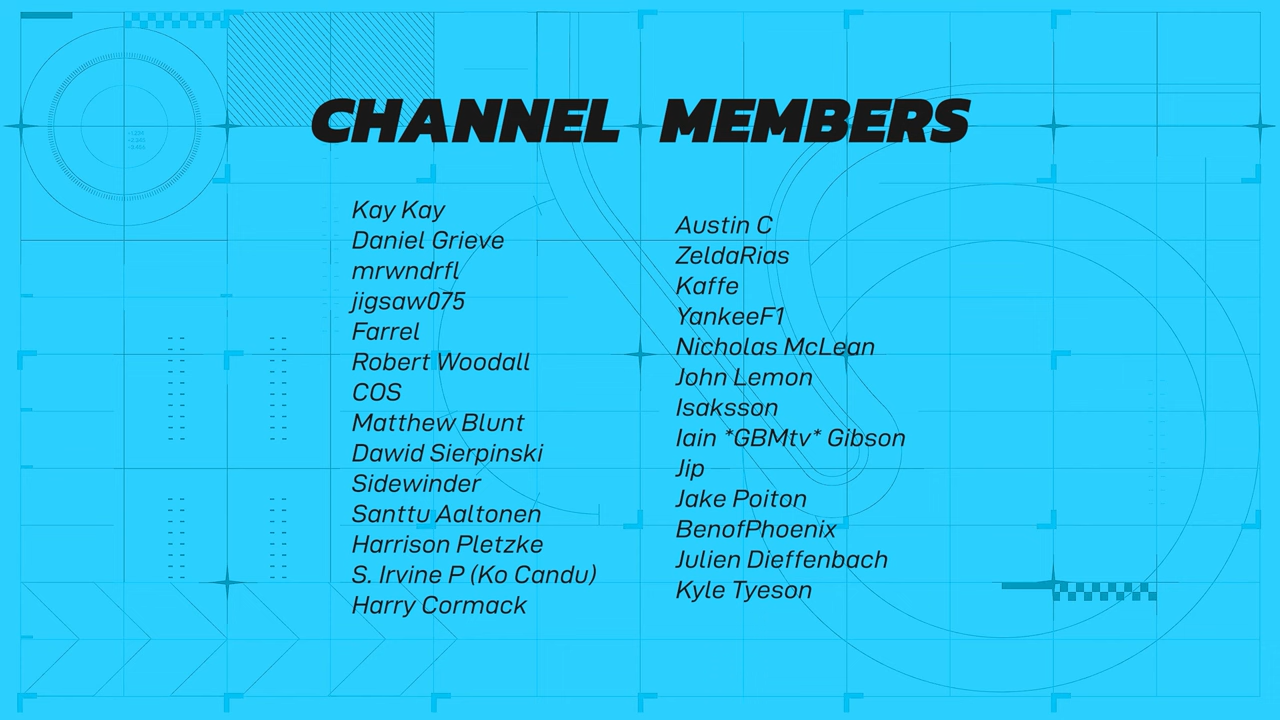 CHANNEL MEMBERS
Kay Kay
Daniel Grieve
mrwndrfl
jigsaw075
Farrel
Robert Woodall
COS
Matthew Blunt
Dawid Sierpinski
Sidewinder
Santtu Aaltonen
Harrison Pletzke
S. Irvine P (Ko Candu)
Harry Cormack
Austin C
ZeldaRias
Kaffe
YankeeF1
Nicholas McLean
John Lemon
Isaksson
Iain *GBMtv* Gibson
Jip
Jake Poiton
BenofPhoenix
Julien Dieffenbach
Kyle Tyeson